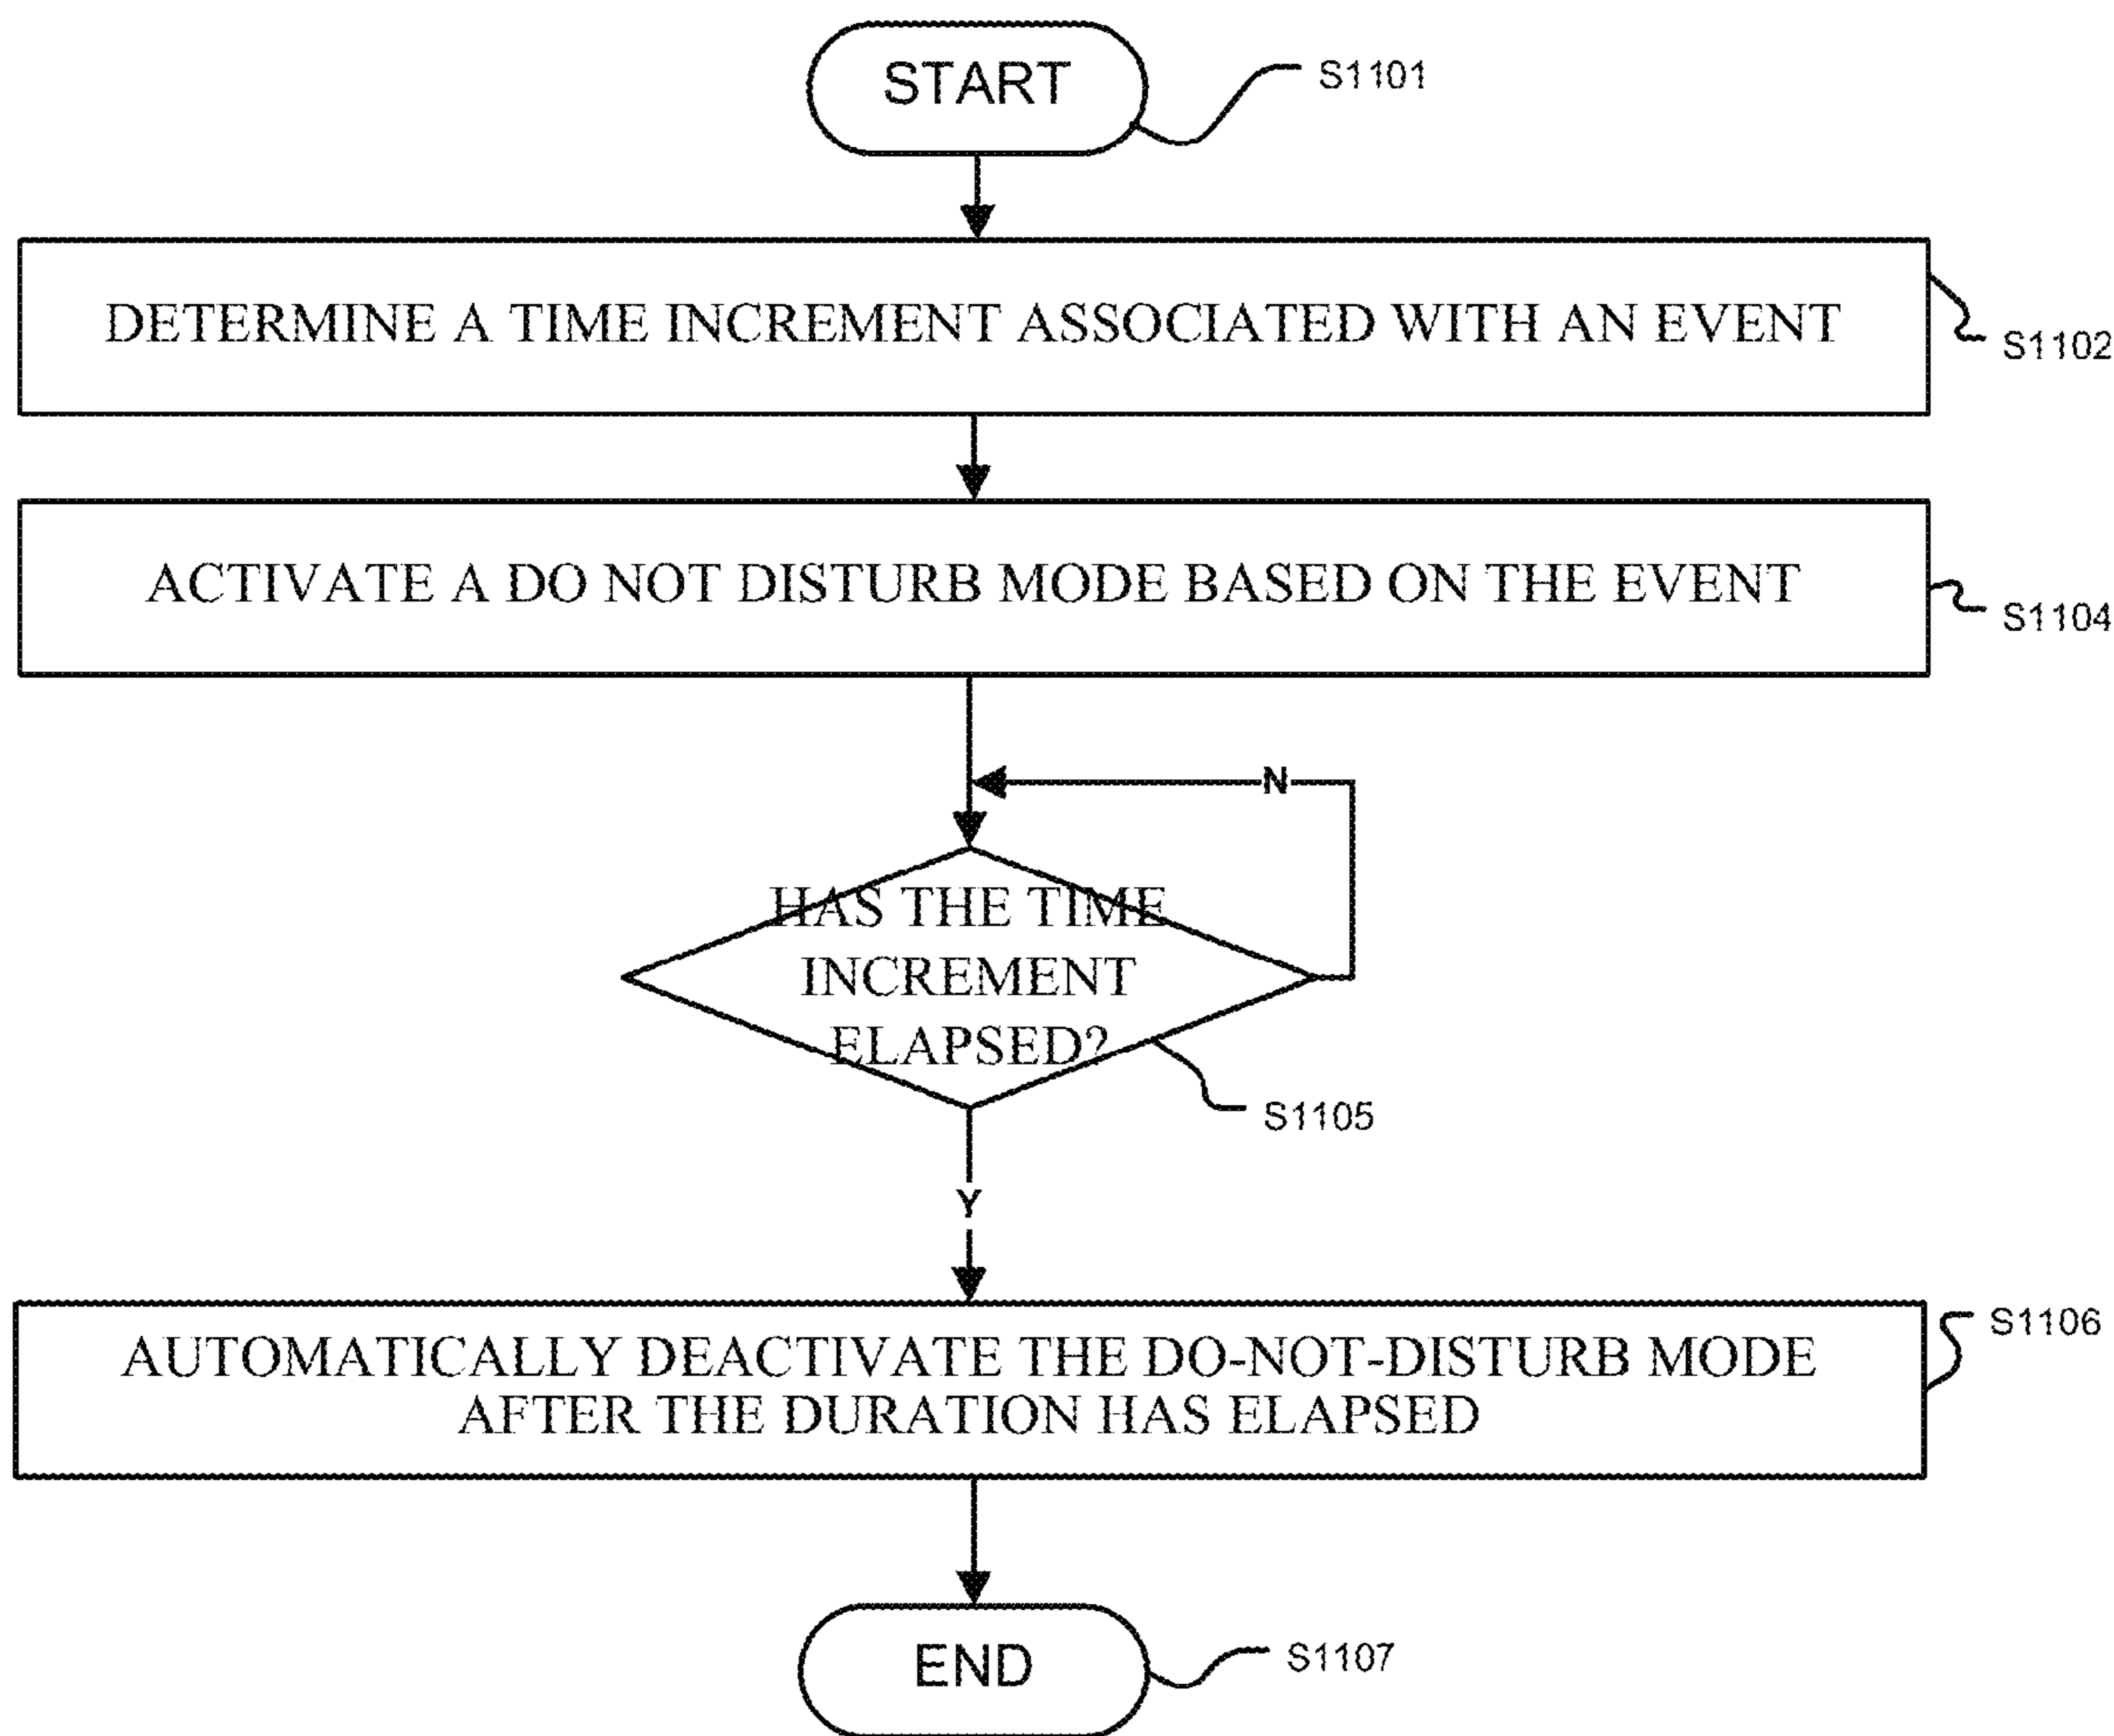 START
S1101
DETERMINE A TIME INCREMENT ASSOCIATED WITH AN EVENT
S1102
ACTIVATE A DO NOT DISTURB MODE BASED ON THE EVENT
S1104
N
HAS THE TIME
INCREMENT
ELAPSED?
S1105
Y
S1106
AUTOMATICALLY DEACTIVATE THE DO-NOT-DISTURB MODE
AFTER THE DURATION HAS ELAPSED
END
S1107